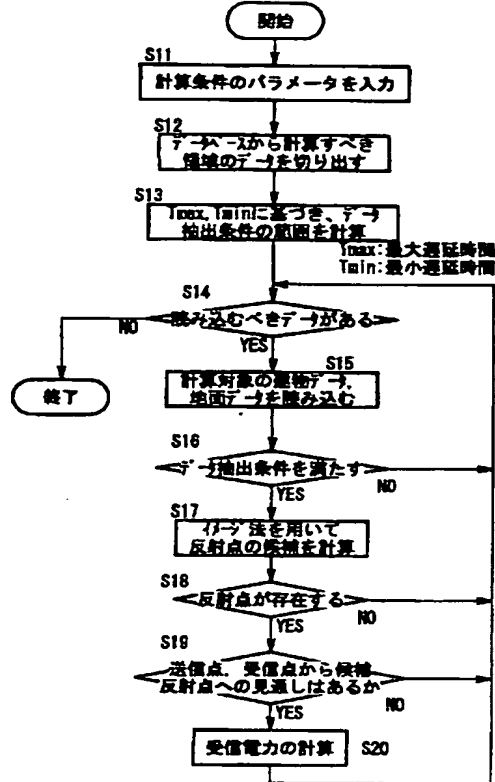 開始
S11
計算条件のパラメータを入力
S12
データベースから計算すべき
領域のデータを切り出す
S13
Tmax,Tminに基づき、データ
抽出条件の範囲を計算
Tmax:最大遅延時間
Tmin:最小遅延時間
S14
読み込むべきデータがある
NO
YES
終了
S15
計算対象の建物データ,
地面データを読み込む
S16
データ抽出条件を満たす
NO
YES
S17
イメージ法を用いて
反射点の候補を計算
S18
反射点が存在する
NO
YES
S19
送信点,受信点から候補
反射点への見通しはあるか
NO
YES
受信電力の計算
S20